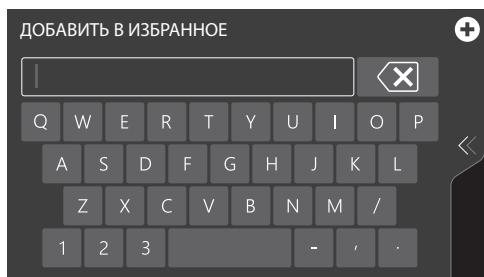 ДОБАВИТЬ В ИЗБРАННОЕ
Q W E R T Y U I O P
A S D F G H J K L
Z X C V B N M /
1 2 3 - , .